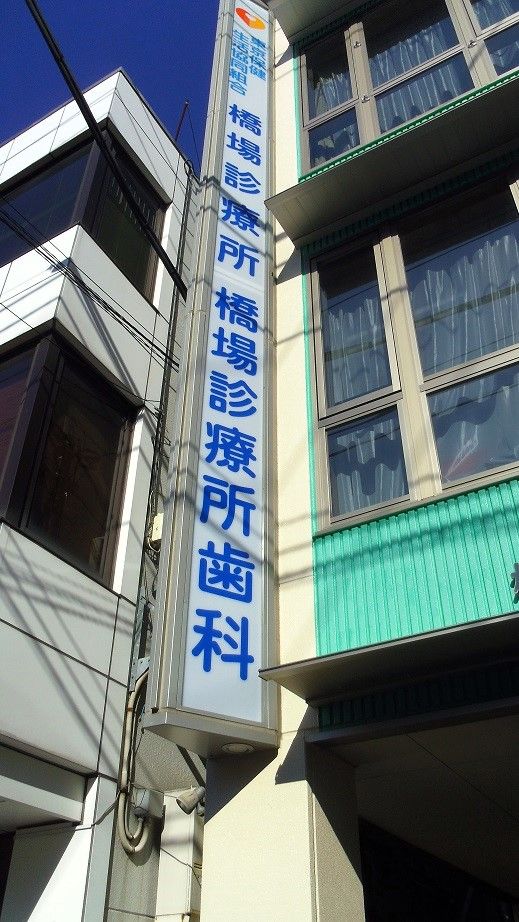 東京保健
生活協同組合
橋場診療所 橋場診療所歯科